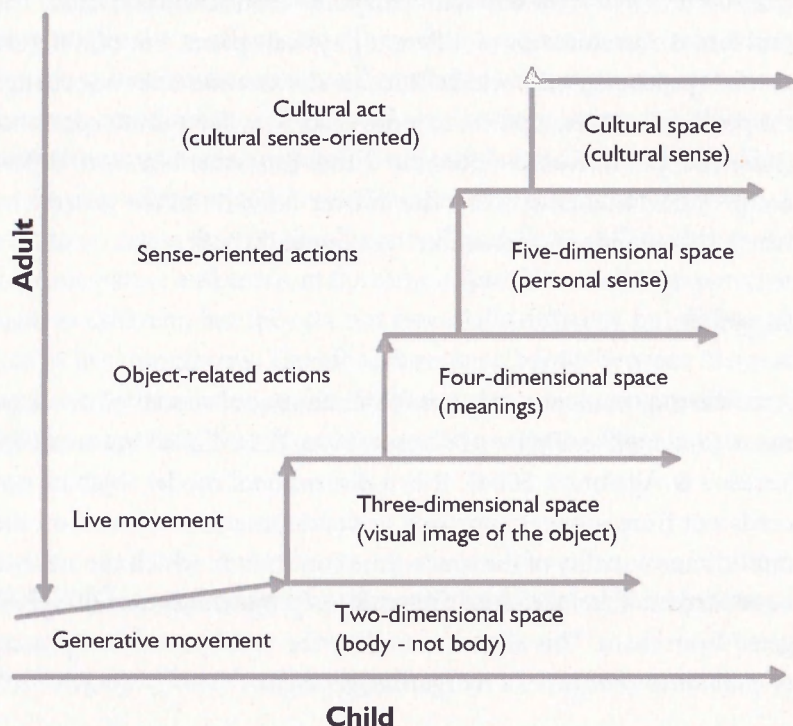 Cultural act
(cultural sense-oriented)
Cultural space
(cultural sense)
Adult
Sense-oriented actions
Five-dimensional space
(personal sense)
Object-related actions
Four-dimensional space
(meanings)
Live movement
Three-dimensional space
(visual image of the object)
Generative movement
Two-dimensional space
(body - not body)
Child